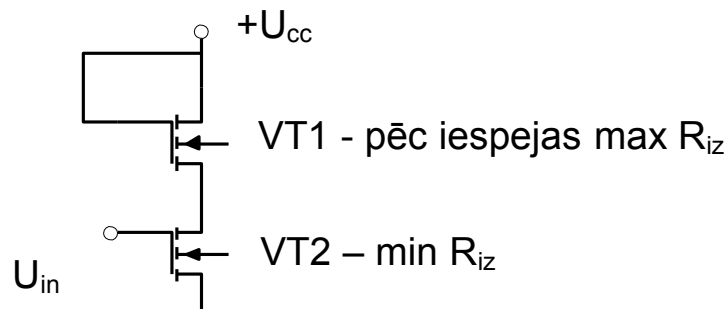 +Ucc
VT1 - pēc iespejas max Riz
VT2 – min Riz
Uin